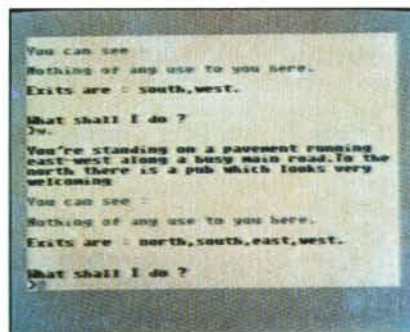 You can see :
Nothing of any use to you here.
Exits are : south,west.
What shall I do ?
>w.
You're standing on a pavement running
east-west along a busy main road.To the
north there is a pub which looks very
welcoming
You can see :
Nothing of any use to you here.
Exits are : north,south,east,west.
What shall I do ?
>